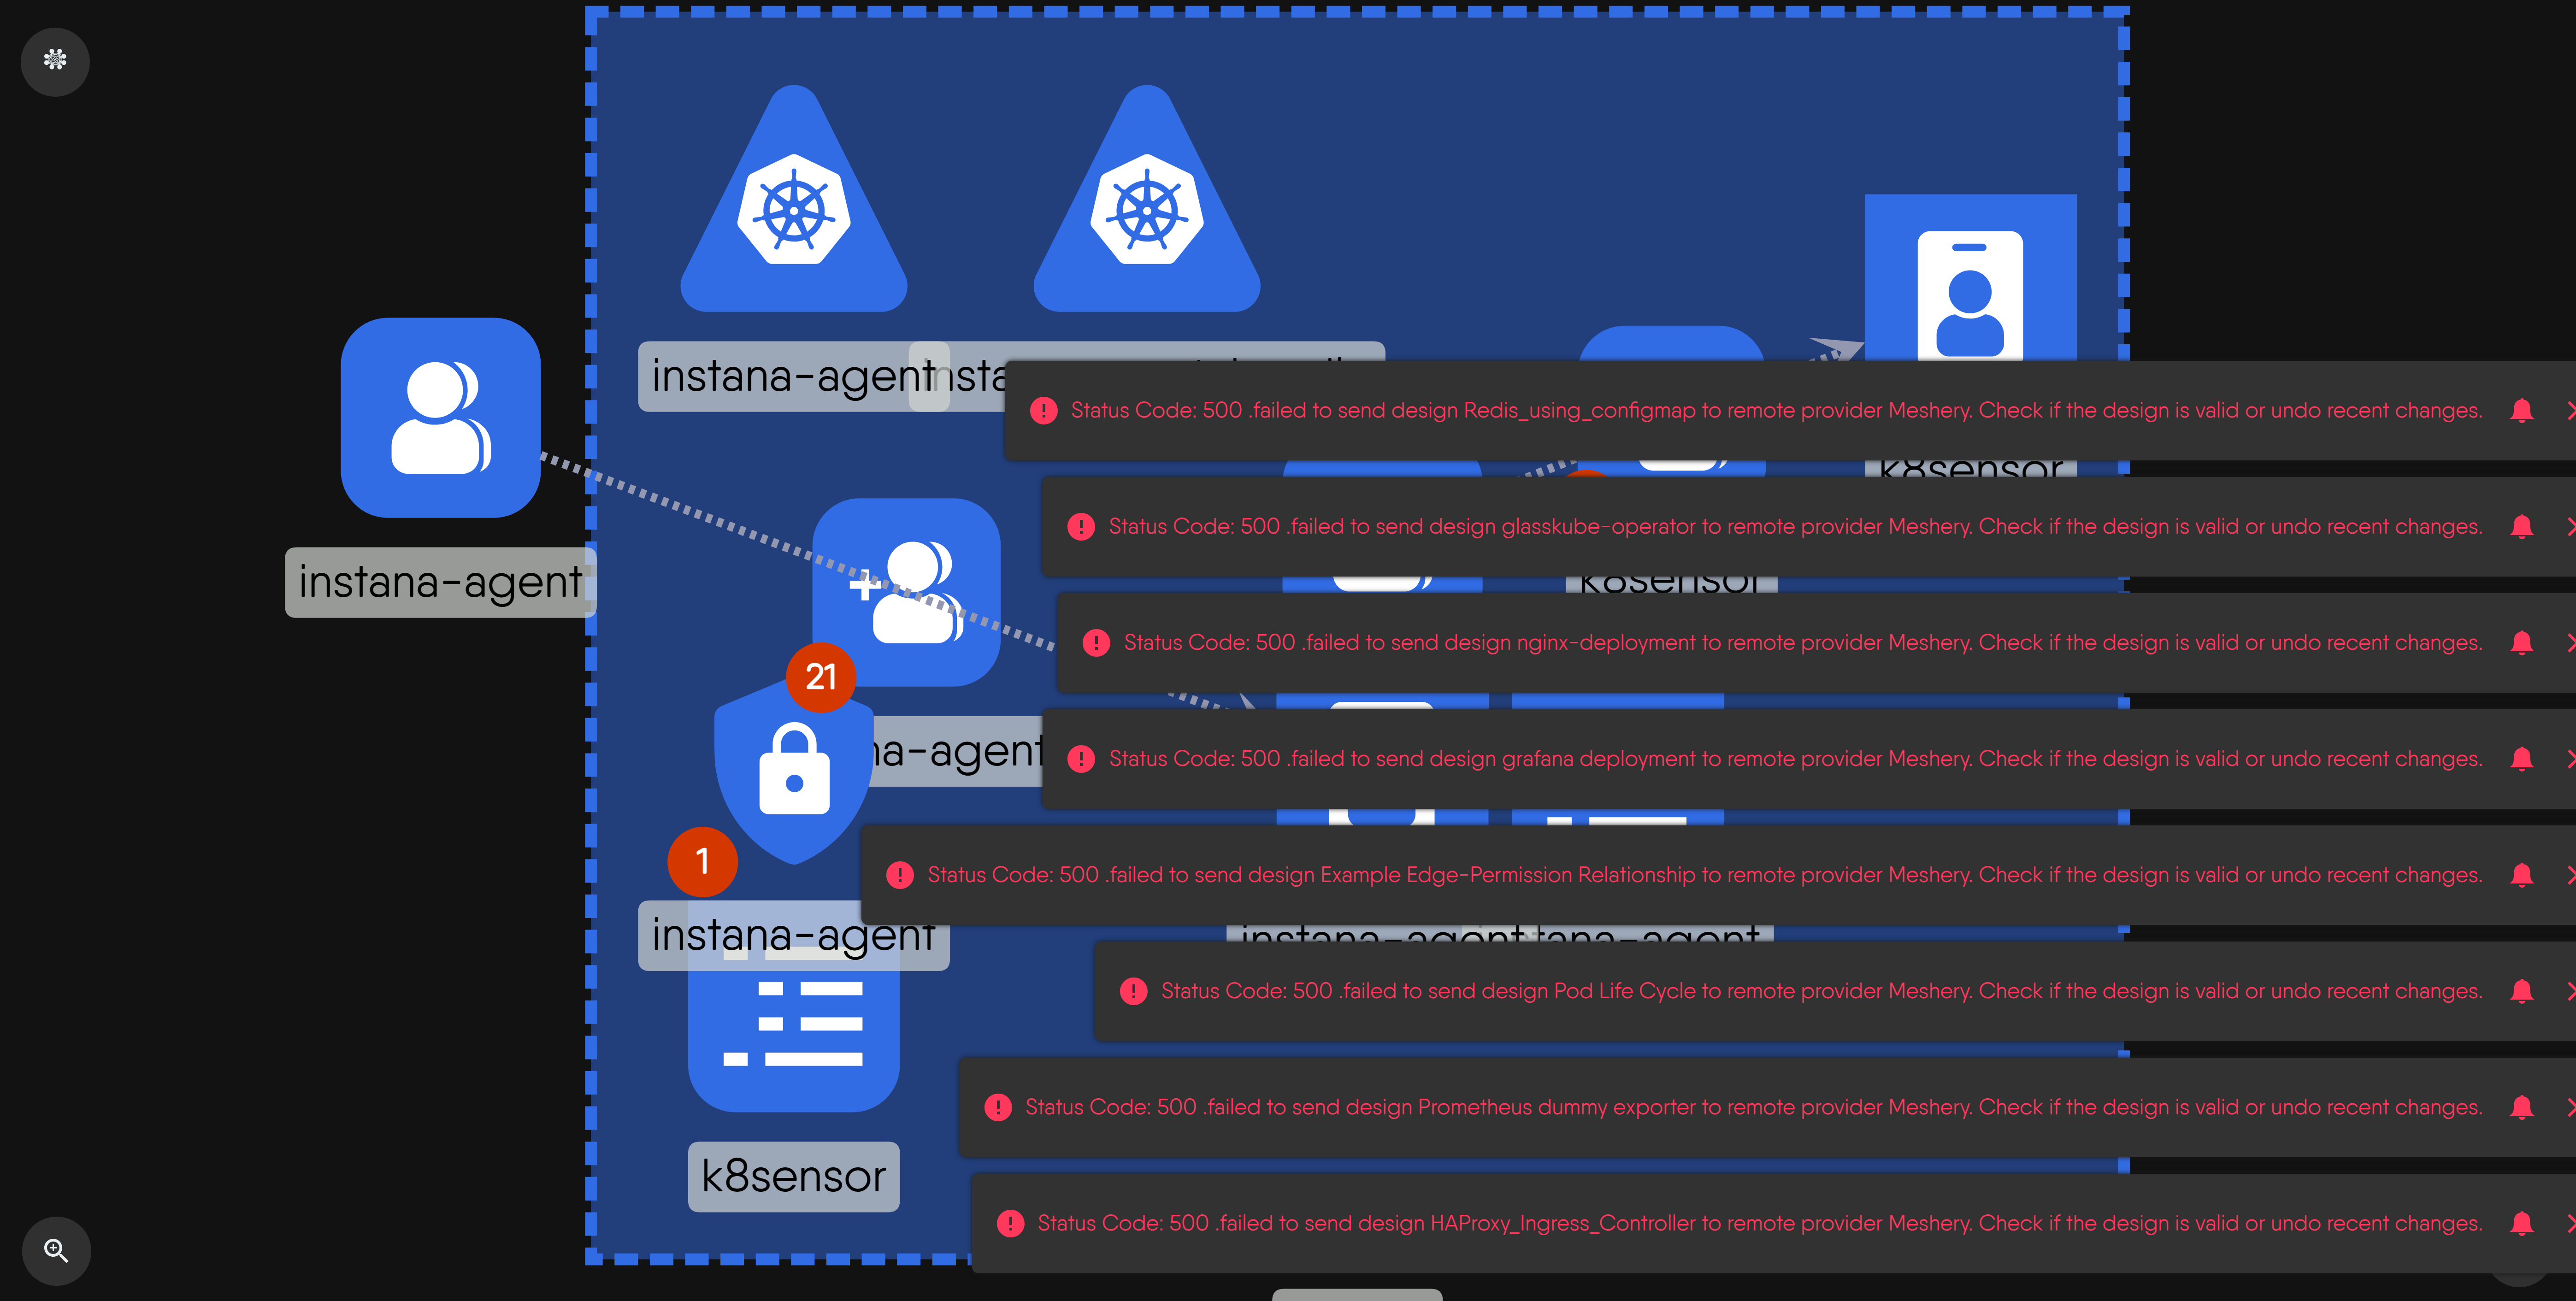 instana-agent
Status Code: 500 .failed to send design Redis_using_configmap to remote provider Meshery. Check if the design is valid or undo recent changes.
k8sensor
Status Code: 500 .failed to send design glasskube-operator to remote provider Meshery. Check if the design is valid or undo recent changes.
instana-agent
k8sensor
Status Code: 500 .failed to send design nginx-deployment to remote provider Meshery. Check if the design is valid or undo recent changes.
21
na-agent
Status Code: 500 .failed to send design grafana deployment to remote provider Meshery. Check if the design is valid or undo recent changes.
1
Status Code: 500 .failed to send design Example Edge-Permission Relationship to remote provider Meshery. Check if the design is valid or undo recent changes.
instana-agent
instana-agent tana-agent
Status Code: 500 .failed to send design Pod Life Cycle to remote provider Meshery. Check if the design is valid or undo recent changes.
Status Code: 500 .failed to send design Prometheus dummy exporter to remote provider Meshery. Check if the design is valid or undo recent changes.
k8sensor
Status Code: 500 .failed to send design HAProxy_Ingress_Controller to remote provider Meshery. Check if the design is valid or undo recent changes.